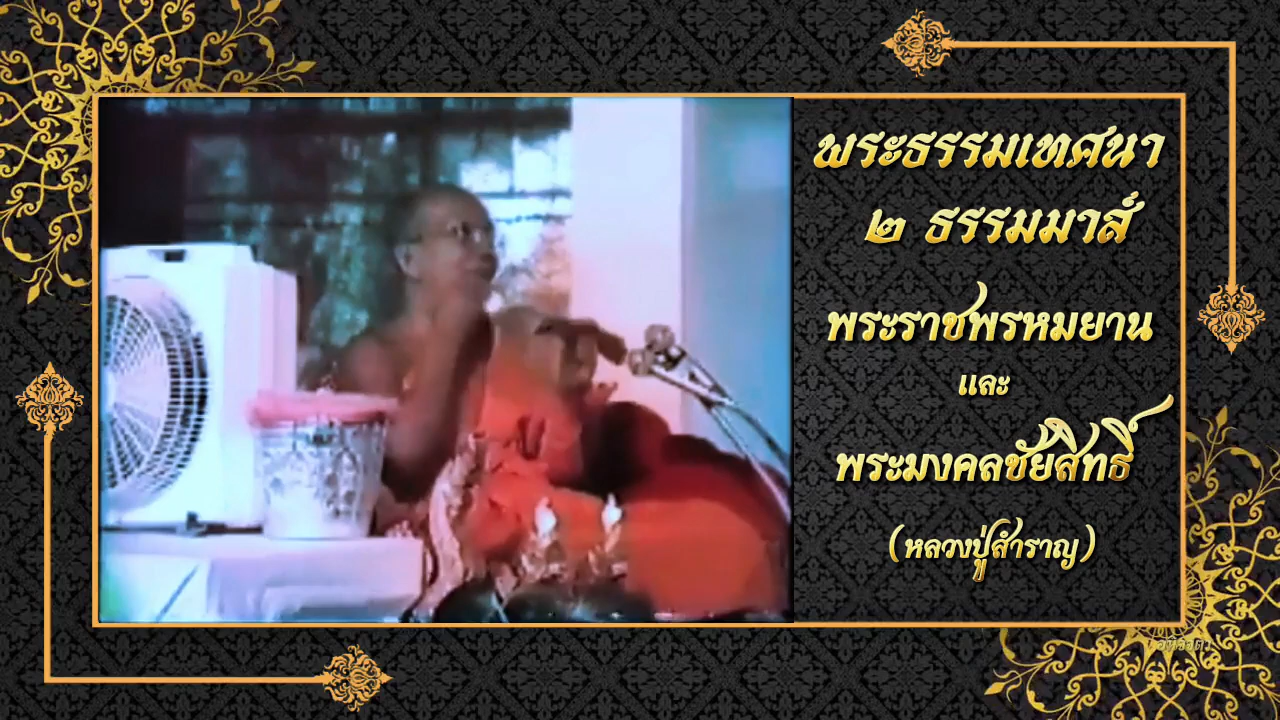 พระธรรมเทศนา
๒ ธรรมมาส์
พระราชพรหมยาน
และ
พระมงคลชัยสิทธิ์
(หลวงปู่สำราญ)